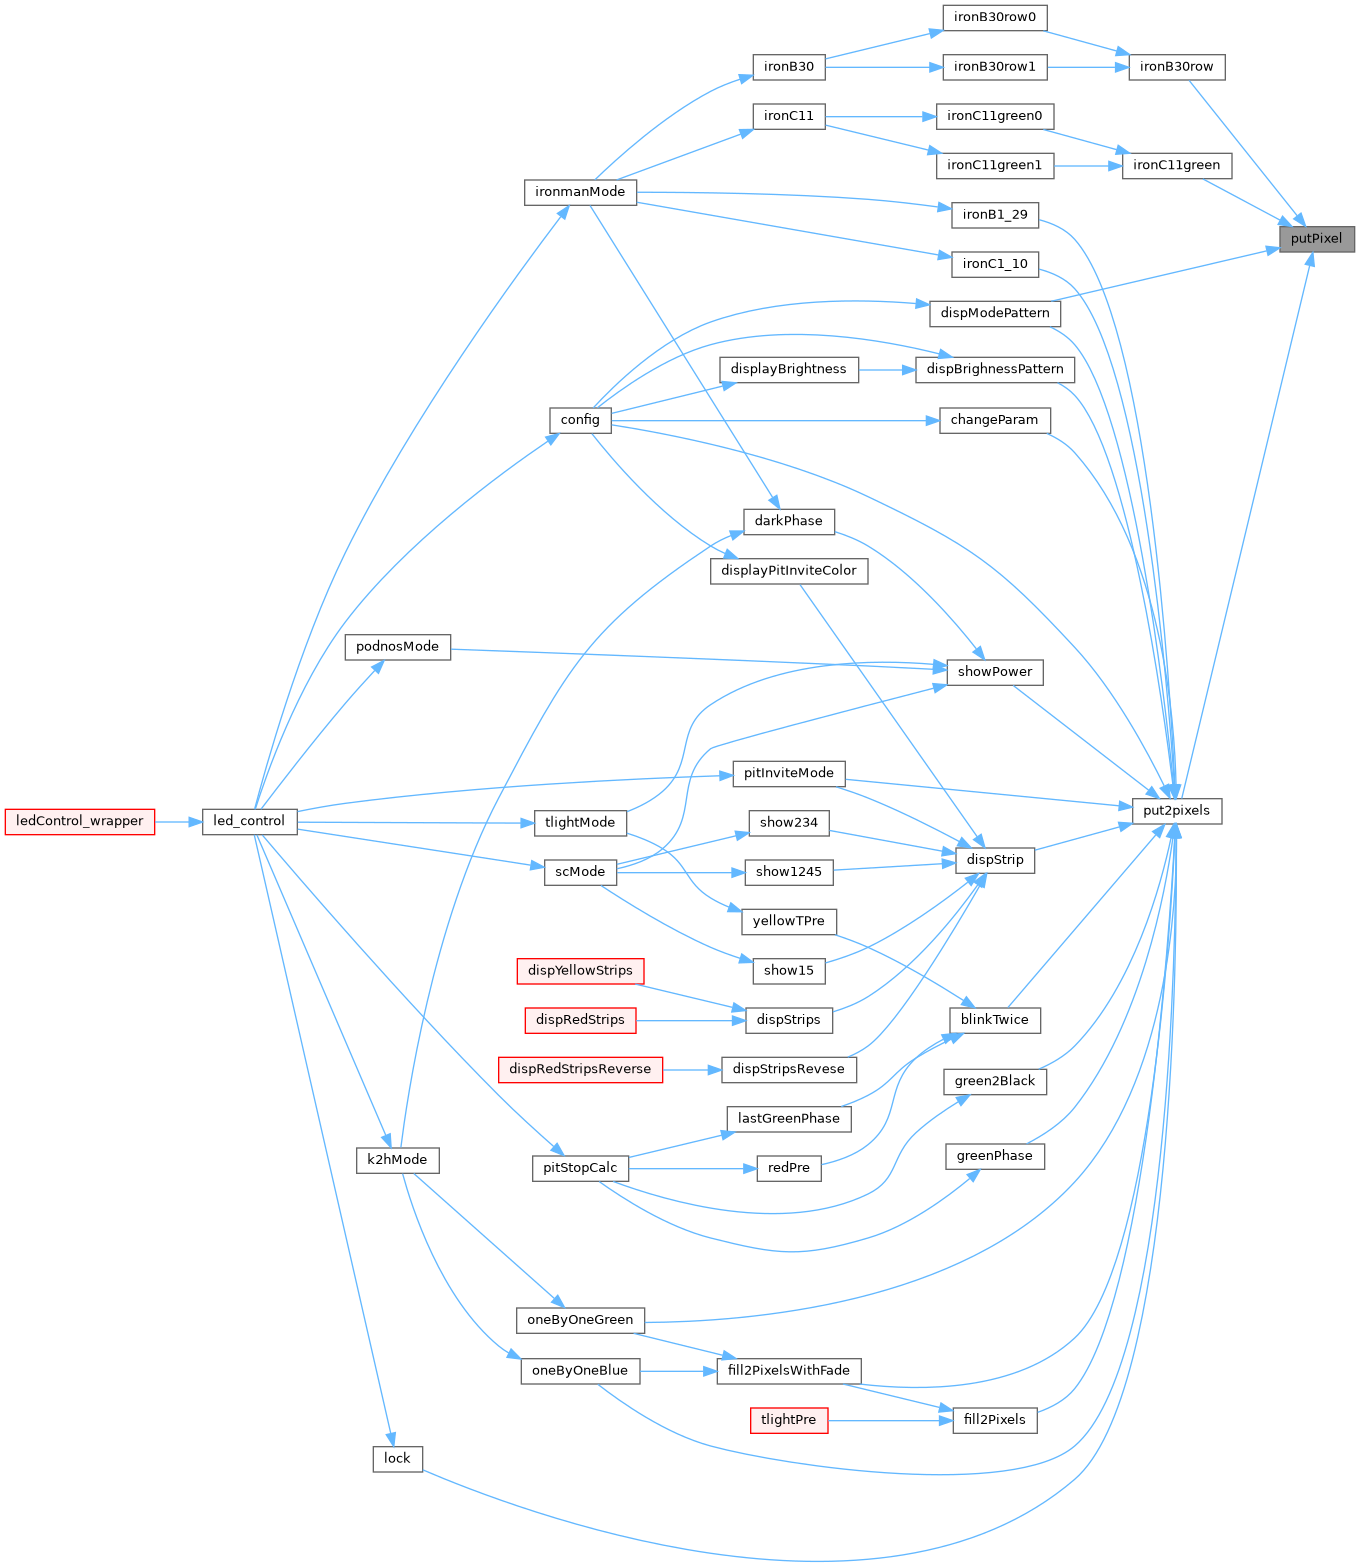 ironB30row0
ironB30
ironB30row1
ironB30row
ironC11
ironC11green0
ironC11green1
ironC11green
ironmanMode
ironB1_29
putPixel
ironC1_10
dispModePattern
displayBrightness
dispBrighnessPattern
config
changeParam
darkPhase
displayPitInviteColor
podnosMode
showPower
pitInviteMode
ledControl_wrapper
led_control
tlightMode
show234
put2pixels
scMode
show1245
dispStrip
yellowTPre
dispYellowStrips
show15
dispRedStrips
dispStrips
blinkTwice
dispRedStripsReverse
dispStripsRevese
green2Black
lastGreenPhase
k2hMode
pitStopCalc
redPre
greenPhase
oneByOneGreen
oneByOneBlue
fill2PixelsWithFade
tlightPre
fill2Pixels
lock